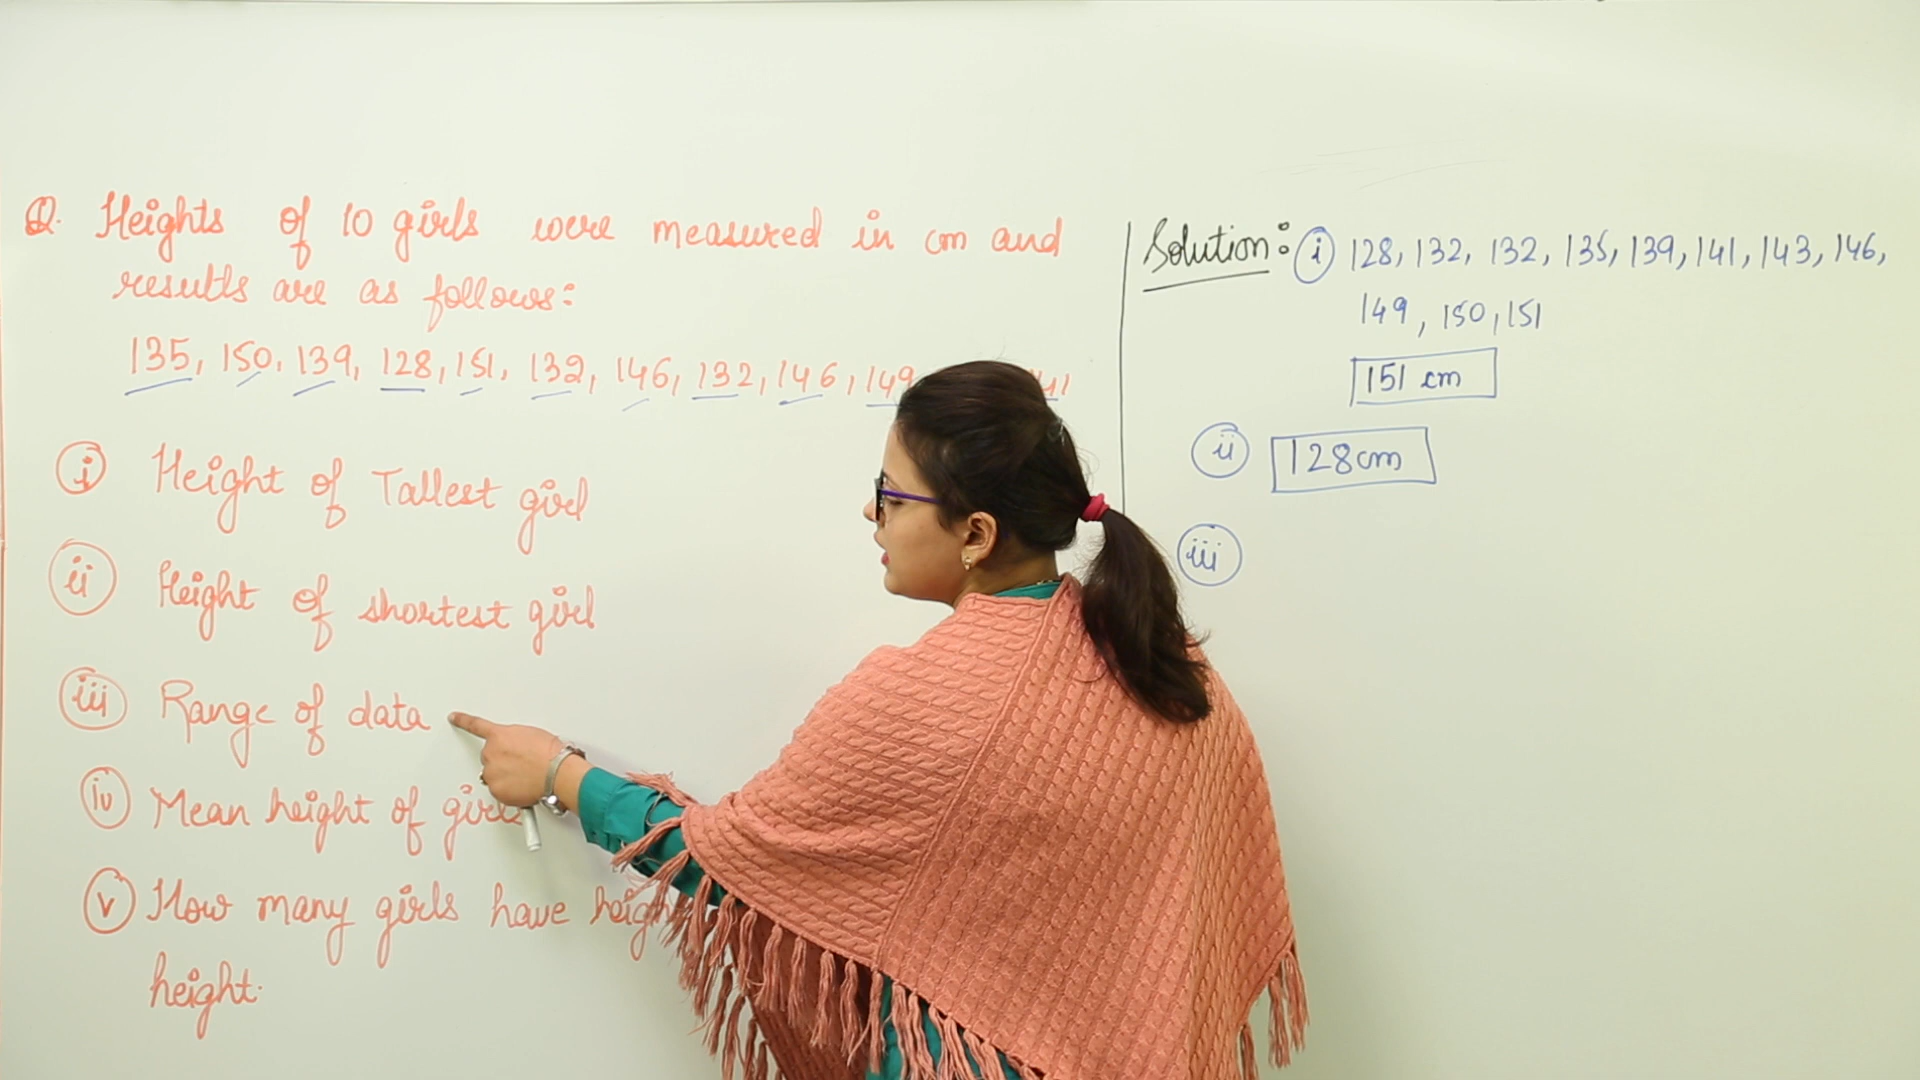 Q. Heights of 10 girls were measured in cm and
results are as follows:
135, 150, 139, 128, 151, 132, 146, 132, 146, 149 41
i Height of Tallest girl
ii Height of shortest girl
iii Range of data
iv Mean height of girls
v How many girls have heigh
height.
Solution: i 128, 132, 132, 135, 139, 141, 143, 146,
149, 150, 151
151 cm
ii 128cm
iii